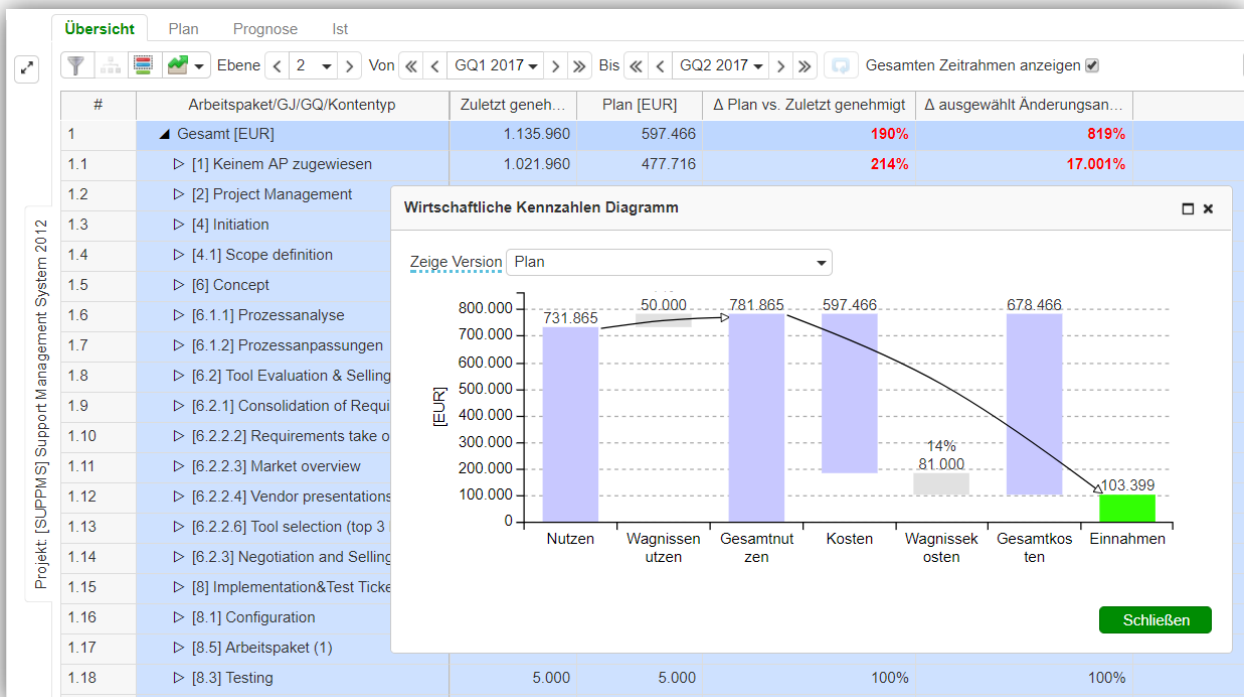 Übersicht Plan Prognose Ist
Ebene 2 Von GQ1 2017 Bis GQ2 2017 Gesamten Zeitrahmen anzeigen
# Arbeitspaket/GJ/GQ/Kontentyp Zuletzt geneh... Plan [EUR] Δ Plan vs. Zuletzt genehmigt Δ ausgewählt Änderungsan...
1 Gesamt [EUR] 1.135.960 597.466 190% 819%
1.1 [1] Keinem AP zugewiesen 1.021.960 477.716 214% 17.001%
1.2 [2] Project Management
1.3 [4] Initiation
1.4 [4.1] Scope definition
1.5 [6] Concept
1.6 [6.1.1] Prozessanalyse
1.7 [6.1.2] Prozessanpassungen
1.8 [6.2] Tool Evaluation & Selling
1.9 [6.2.1] Consolidation of Requi
1.10 [6.2.2.2] Requirements take o
1.11 [6.2.2.3] Market overview
1.12 [6.2.2.4] Vendor presentations
1.13 [6.2.2.6] Tool selection (top 3
1.14 [6.2.3] Negotiation and Selling
1.15 [8] Implementation&Test Ticke
1.16 [8.1] Configuration
1.17 [8.5] Arbeitspaket (1)
1.18 [8.3] Testing 5.000 5.000 100% 100%
Projekt: [SUPPMS] Support Management System 2012
Wirtschaftliche Kennzahlen Diagramm
Zeige Version Plan
[EUR]
800.000
700.000
600.000
500.000
400.000
300.000
200.000
100.000
0
731.865
50.000
781.865
597.466
14%
81.000
678.466
103.399
Nutzen
Wagnissen
utzen
Gesamtnut
zen
Kosten
Wagnissek
osten
Gesamtkos
ten
Einnahmen
Schließen